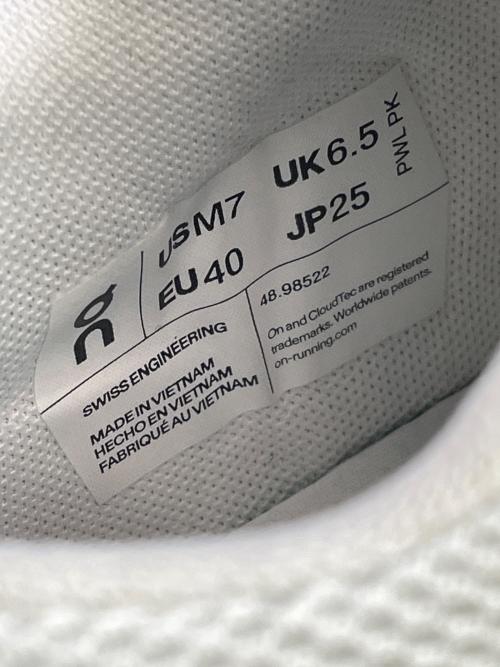 on
US M7 UK 6.5
EU 40 JP 25
PWL PK
SWISS ENGINEERING
MADE IN VIETNAM
HECHO EN VIETNAM
FABRIQUÉ AU VIETNAM
48.98522
On and CloudTec are registered
trademarks. Worldwide patents.
on-running.com